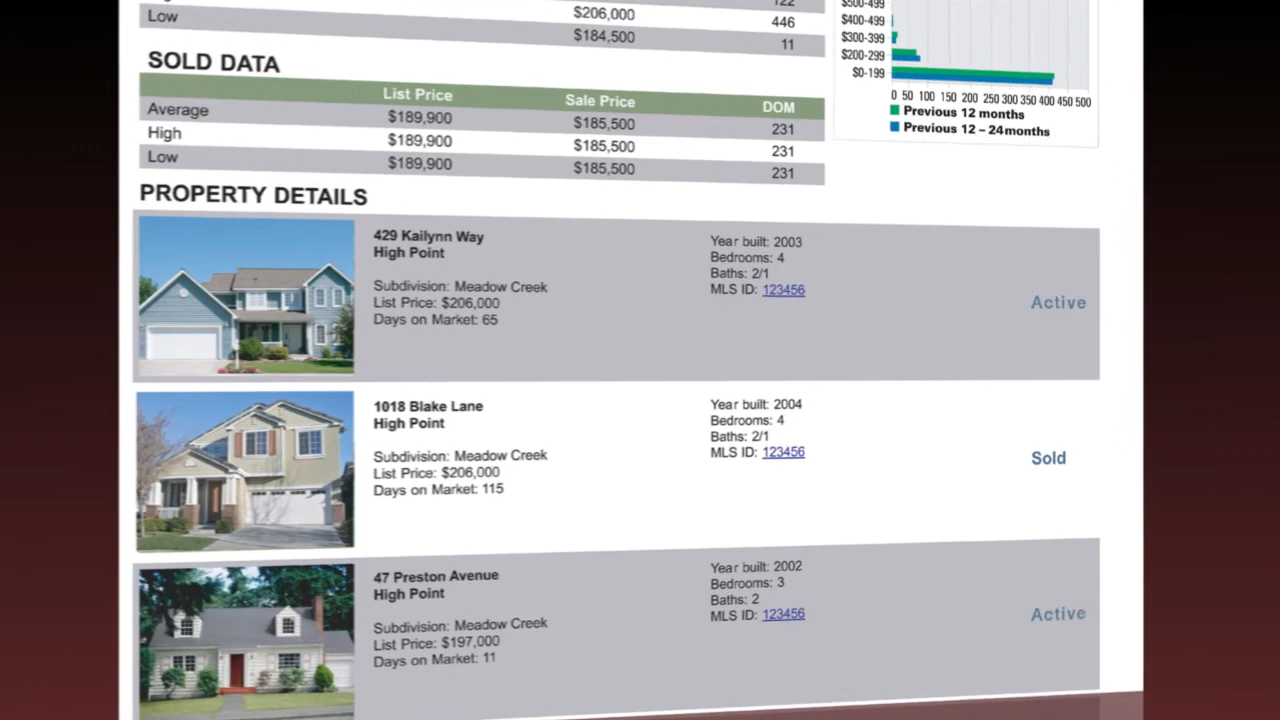 122
$206,000 446
Low $184,500 11
SOLD DATA
List Price Sale Price DOM
Average $189,900 $185,500 231
High $189,900 $185,500 231
Low $189,900 $185,500 231
$500-499
$400-499
$300-399
$200-299
$0-199
0 50 100 150 200 250 300 350 400 450 500
Previous 12 months
Previous 12 – 24months
PROPERTY DETAILS
429 Kailynn Way
High Point
Subdivision: Meadow Creek
List Price: $206,000
Days on Market: 65
Year built: 2003
Bedrooms: 4
Baths: 2/1
MLS ID: 123456
Active
1018 Blake Lane
High Point
Subdivision: Meadow Creek
List Price: $206,000
Days on Market: 115
Year built: 2004
Bedrooms: 4
Baths: 2/1
MLS ID: 123456
Sold
47 Preston Avenue
High Point
Subdivision: Meadow Creek
List Price: $197,000
Days on Market: 11
Year built: 2002
Bedrooms: 3
Baths: 2
MLS ID: 123456
Active